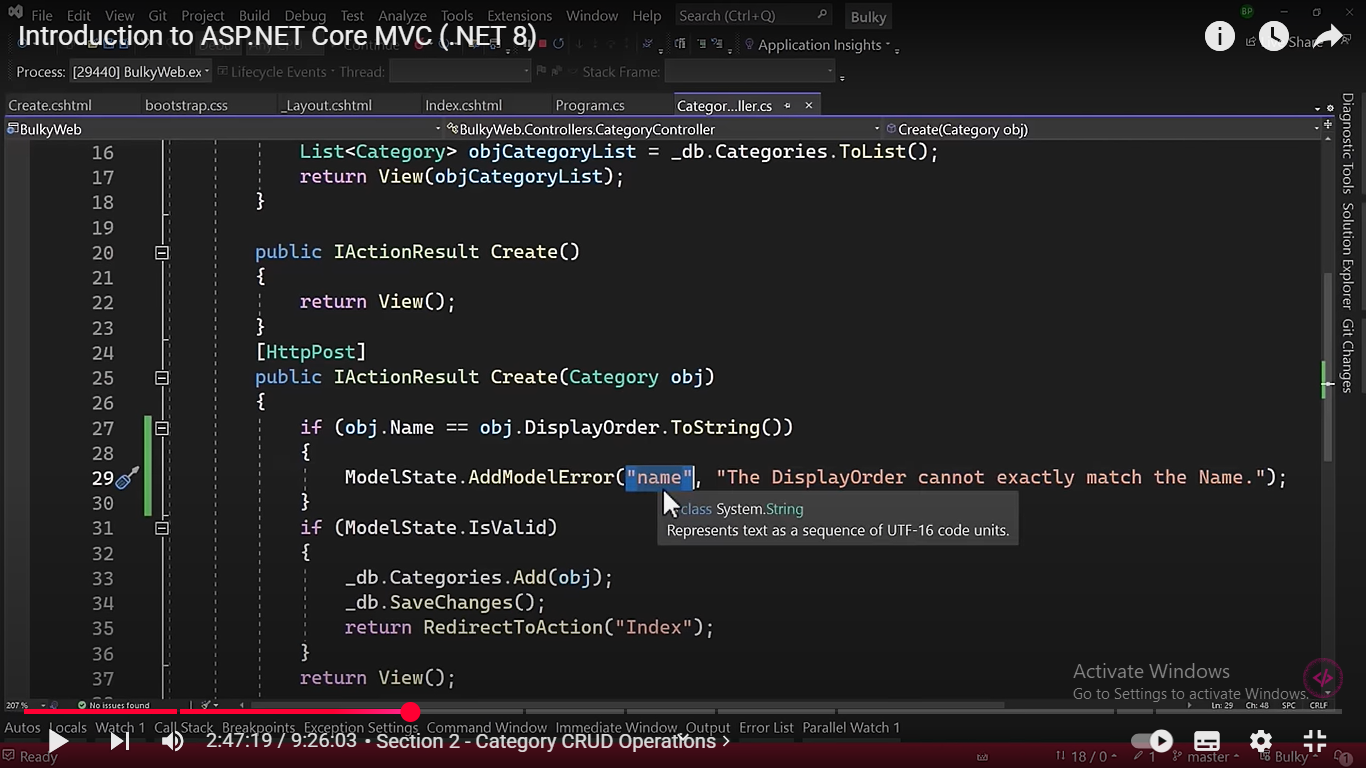 File Edit View Git Project Build Debug Test Analyze Tools Extensions Window Help Search (Ctrl+Q) Bulky BP
Introduction to ASP.NET Core MVC (.NET 8)
Application Insights
Share
Process: [29440] BulkyWeb.ex Lifecycle Events Thread: Stack Frame:
Create.cshtml bootstrap.css _Layout.cshtml Index.cshtml Program.cs Categor...ller.cs
BulkyWeb BulkyWeb.Controllers.CategoryController Create(Category obj)
16 List<Category> objCategoryList = _db.Categories.ToList();
17 return View(objCategoryList);
18 }
19
20 public IActionResult Create()
21 {
22 return View();
23 }
24 [HttpPost]
25 public IActionResult Create(Category obj)
26 {
27 if (obj.Name == obj.DisplayOrder.ToString())
28 {
29 ModelState.AddModelError("name", "The DisplayOrder cannot exactly match the Name.");
30 }
class System.String
Represents text as a sequence of UTF-16 code units.
31 if (ModelState.IsValid)
32 {
33 _db.Categories.Add(obj);
34 _db.SaveChanges();
35 return RedirectToAction("Index");
36 }
37 return View();
Diagnostic Tools
Solution Explorer
Git Changes
Activate Windows
Go to Settings to activate Windows.
207 % No issues found Ln: 29 Ch: 48 SPC CRLF
Autos Locals Watch 1 Call Stack Breakpoints Exception Settings Command Window Immediate Window Output Error List Parallel Watch 1
2:47:19 / 9:26:03 • Section 2 - Category CRUD Operations >
Ready 18 / 0 1 master Bulky 1